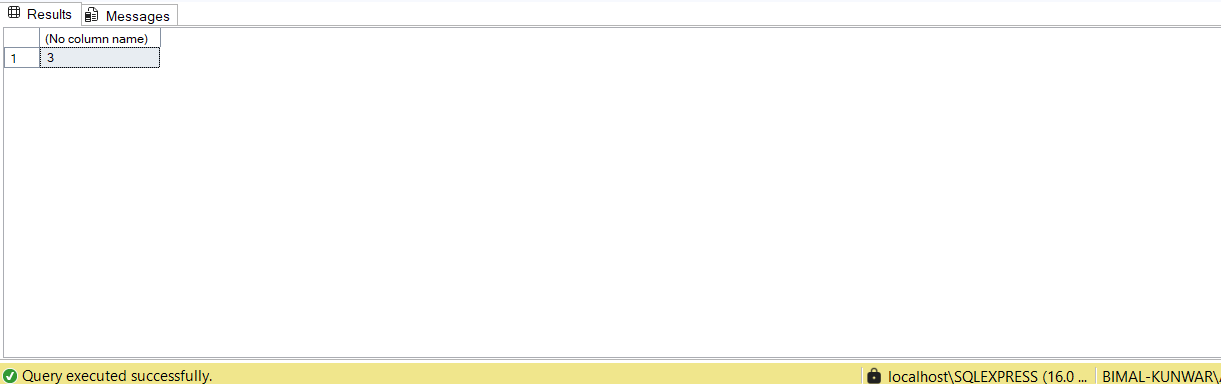 Results Messages
(No column name)
1 3
Query executed successfully. localhost\SQLEXPRESS (16.0 ... BIMAL-KUNWAR\